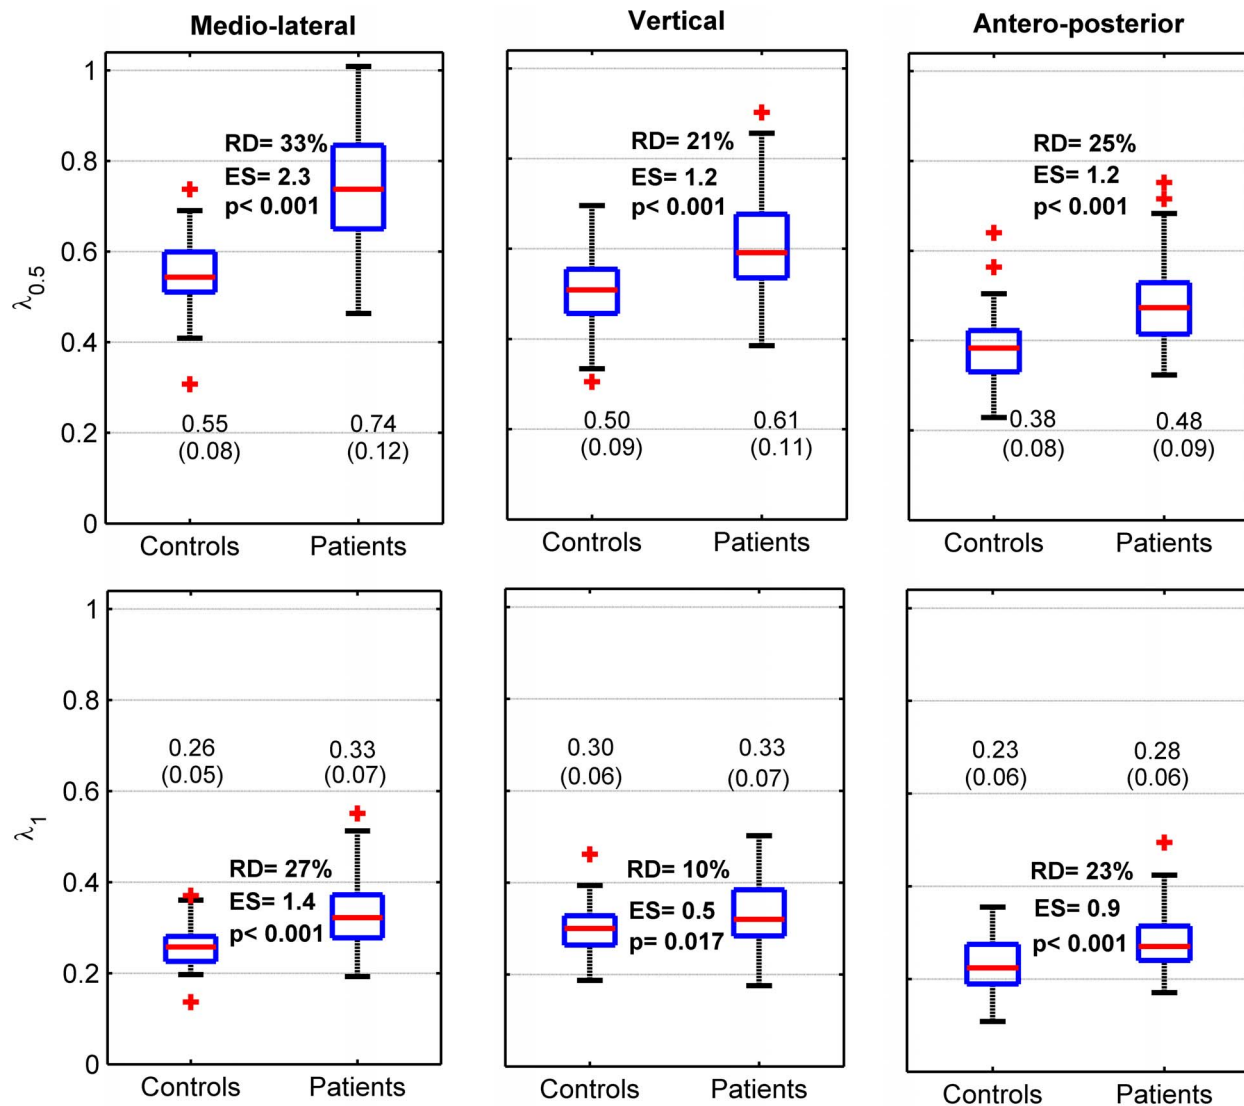 Medio-lateral
Vertical
Antero-posterior
λ0.5
1
0.8
0.6
0.4
0.2
0
RD= 33%
ES= 2.3
p< 0.001
0.55
(0.08)
0.74
(0.12)
Controls
Patients
RD= 21%
ES= 1.2
p< 0.001
0.50
(0.09)
0.61
(0.11)
Controls
Patients
RD= 25%
ES= 1.2
p< 0.001
0.38
(0.08)
0.48
(0.09)
Controls
Patients
λ1
1
0.8
0.6
0.4
0.2
0
0.26
(0.05)
0.33
(0.07)
RD= 27%
ES= 1.4
p< 0.001
Controls
Patients
0.30
(0.06)
0.33
(0.07)
RD= 10%
ES= 0.5
p= 0.017
Controls
Patients
0.23
(0.06)
0.28
(0.06)
RD= 23%
ES= 0.9
p< 0.001
Controls
Patients